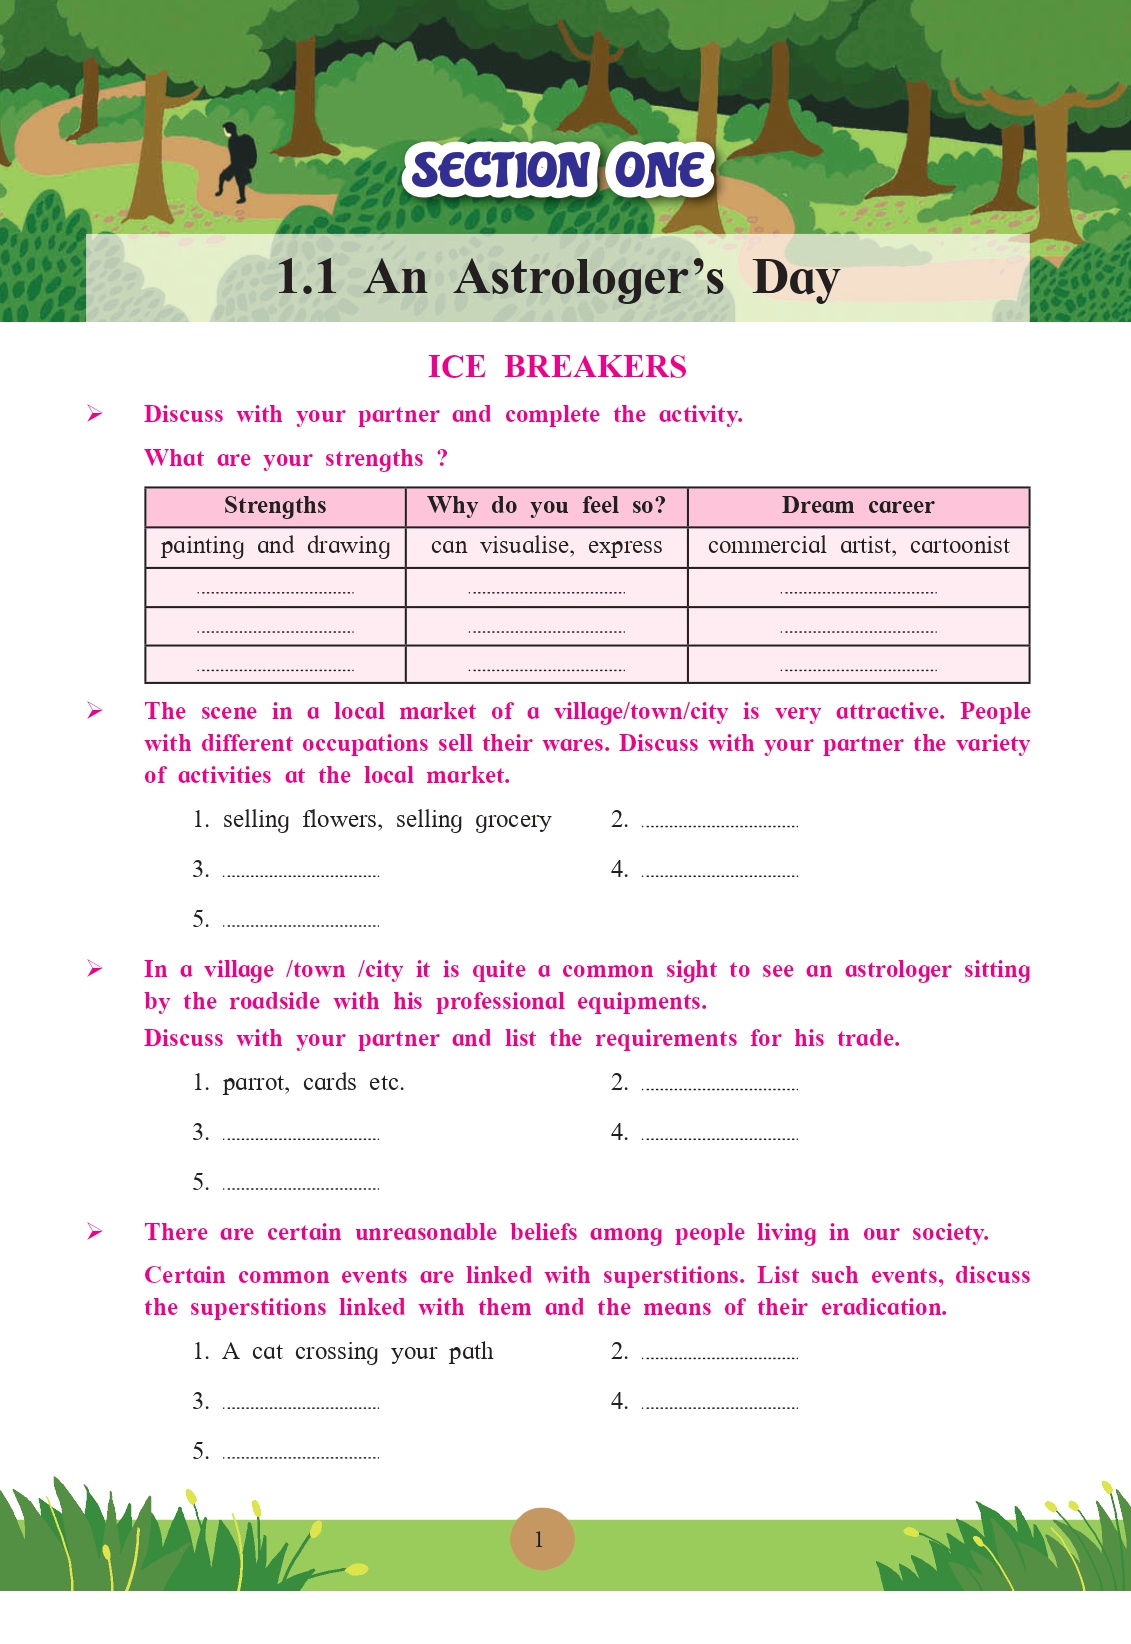 SECTION ONE
1.1 An Astrologer’s Day
ICE BREAKERS
➢ Discuss with your partner and complete the activity.
What are your strengths ?
Strengths Why do you feel so? Dream career
painting and drawing can visualise, express commercial artist, cartoonist
.................................. .................................. ..................................
.................................. .................................. ..................................
.................................. .................................. ..................................
➢ The scene in a local market of a village/town/city is very attractive. People
with different occupations sell their wares. Discuss with your partner the variety
of activities at the local market.
1. selling flowers, selling grocery 2. ..................................
3. .................................. 4. ..................................
5. ..................................
➢ In a village /town /city it is quite a common sight to see an astrologer sitting
by the roadside with his professional equipments.
Discuss with your partner and list the requirements for his trade.
1. parrot, cards etc. 2. ..................................
3. .................................. 4. ..................................
5. ..................................
➢ There are certain unreasonable beliefs among people living in our society.
Certain common events are linked with superstitions. List such events, discuss
the superstitions linked with them and the means of their eradication.
1. A cat crossing your path 2. ..................................
3. .................................. 4. ..................................
5. ..................................
1